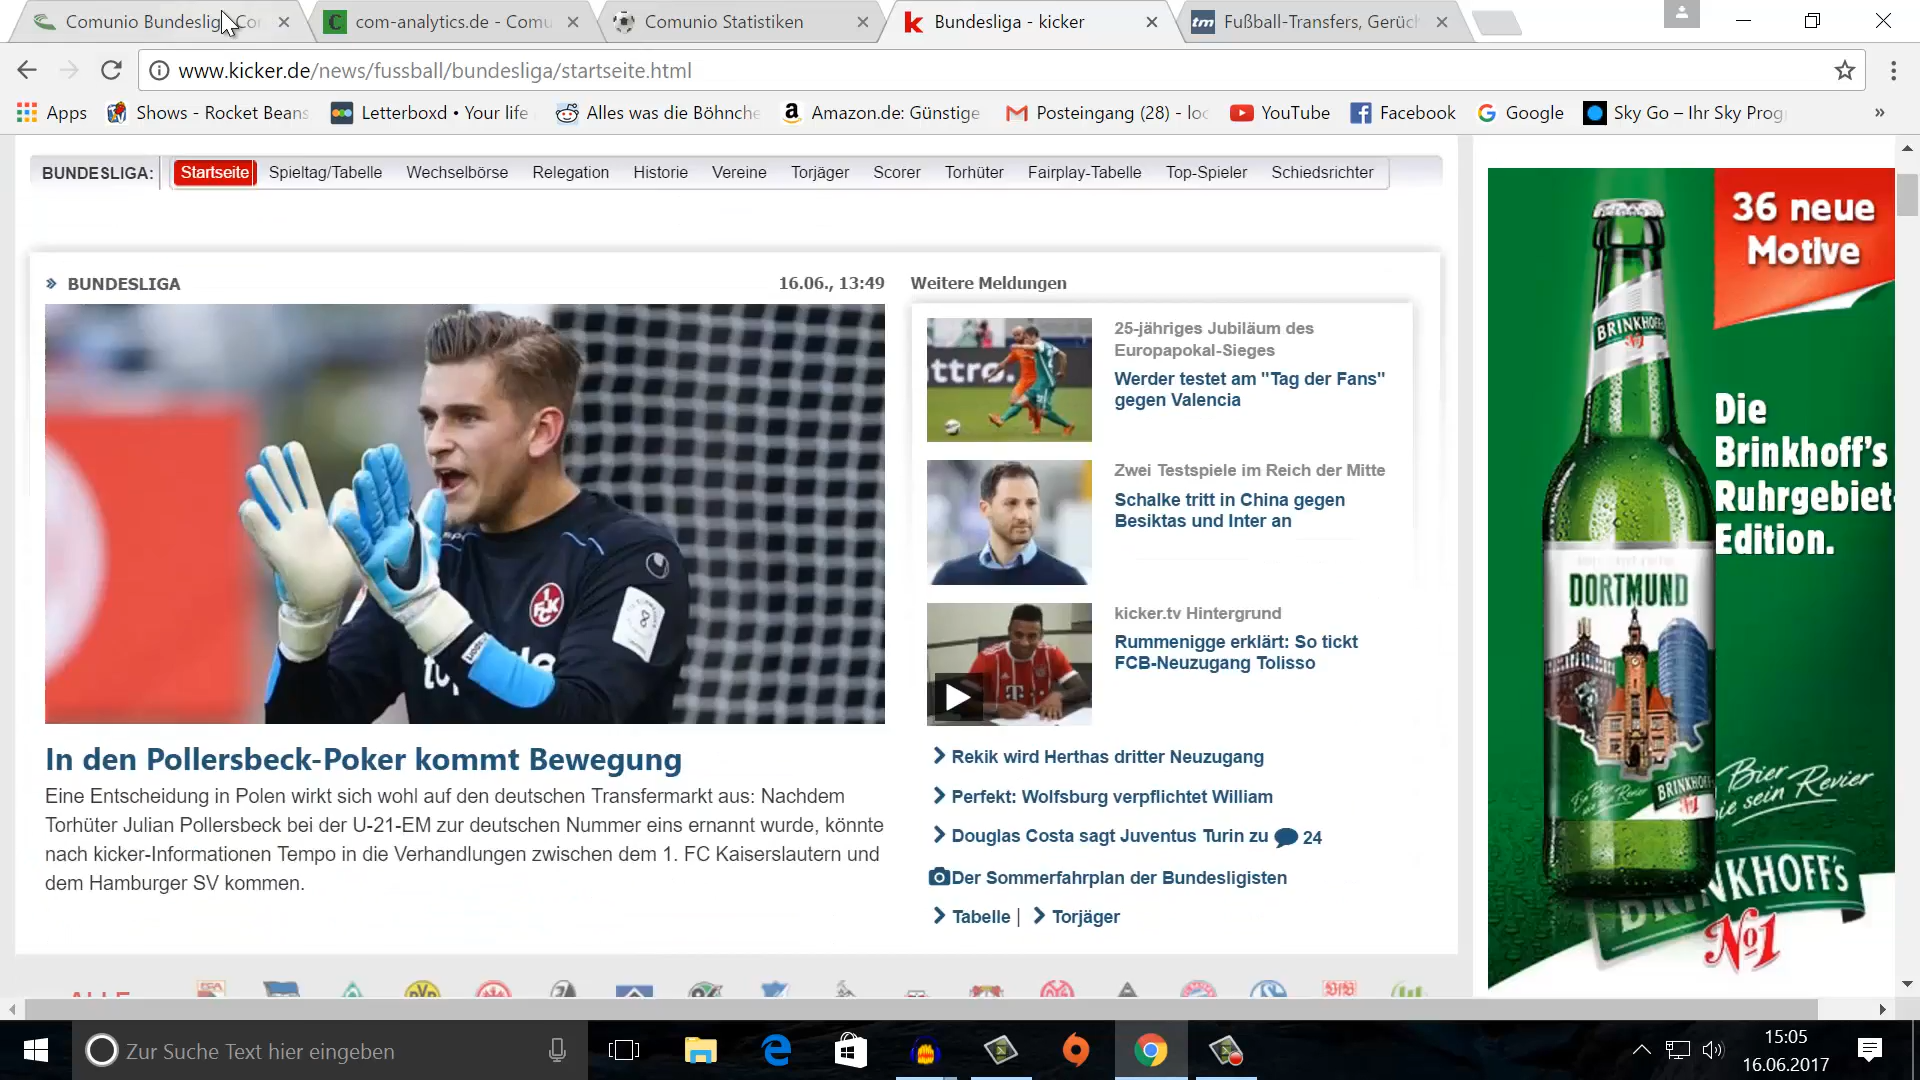 Comunio Bundeslig
com-analytics.de - Comu
Comunio Statistiken
Bundesliga - kicker
tm Fußball-Transfers, Gerüch
www.kicker.de/news/fussball/bundesliga/startseite.html
Apps
Shows - Rocket Beans
Letterboxd • Your life
Alles was die Böhnche
Amazon.de: Günstige
Posteingang (28) - loc
YouTube
Facebook
Google
Sky Go – Ihr Sky Prog
»
BUNDESLIGA: Startseite Spieltag/Tabelle Wechselbörse Relegation Historie Vereine Torjäger Scorer Torhüter Fairplay-Tabelle Top-Spieler Schiedsrichter
» BUNDESLIGA 16.06., 13:49
In den Pollersbeck-Poker kommt Bewegung
Eine Entscheidung in Polen wirkt sich wohl auf den deutschen Transfermarkt aus: Nachdem
Torhüter Julian Pollersbeck bei der U-21-EM zur deutschen Nummer eins ernannt wurde, könnte
nach kicker-Informationen Tempo in die Verhandlungen zwischen dem 1. FC Kaiserslautern und
dem Hamburger SV kommen.
Weitere Meldungen
25-jähriges Jubiläum des
Europapokal-Sieges
Werder testet am "Tag der Fans"
gegen Valencia
Zwei Testspiele im Reich der Mitte
Schalke tritt in China gegen
Besiktas und Inter an
kicker.tv Hintergrund
Rummenigge erklärt: So tickt
FCB-Neuzugang Tolisso
Rekik wird Herthas dritter Neuzugang
Perfekt: Wolfsburg verpflichtet William
Douglas Costa sagt Juventus Turin zu 24
Der Sommerfahrplan der Bundesligisten
Tabelle | Torjäger
36 neue
Motive
BRINKHOFF'S
No1
Die
Brinkhoff's
Ruhrgebiet-
Edition.
DORTMUND
BRINKHOFF'S
No1
Bier
wie sein Revier
BRINKHOFF'S
No1
Zur Suche Text hier eingeben
15:05
16.06.2017